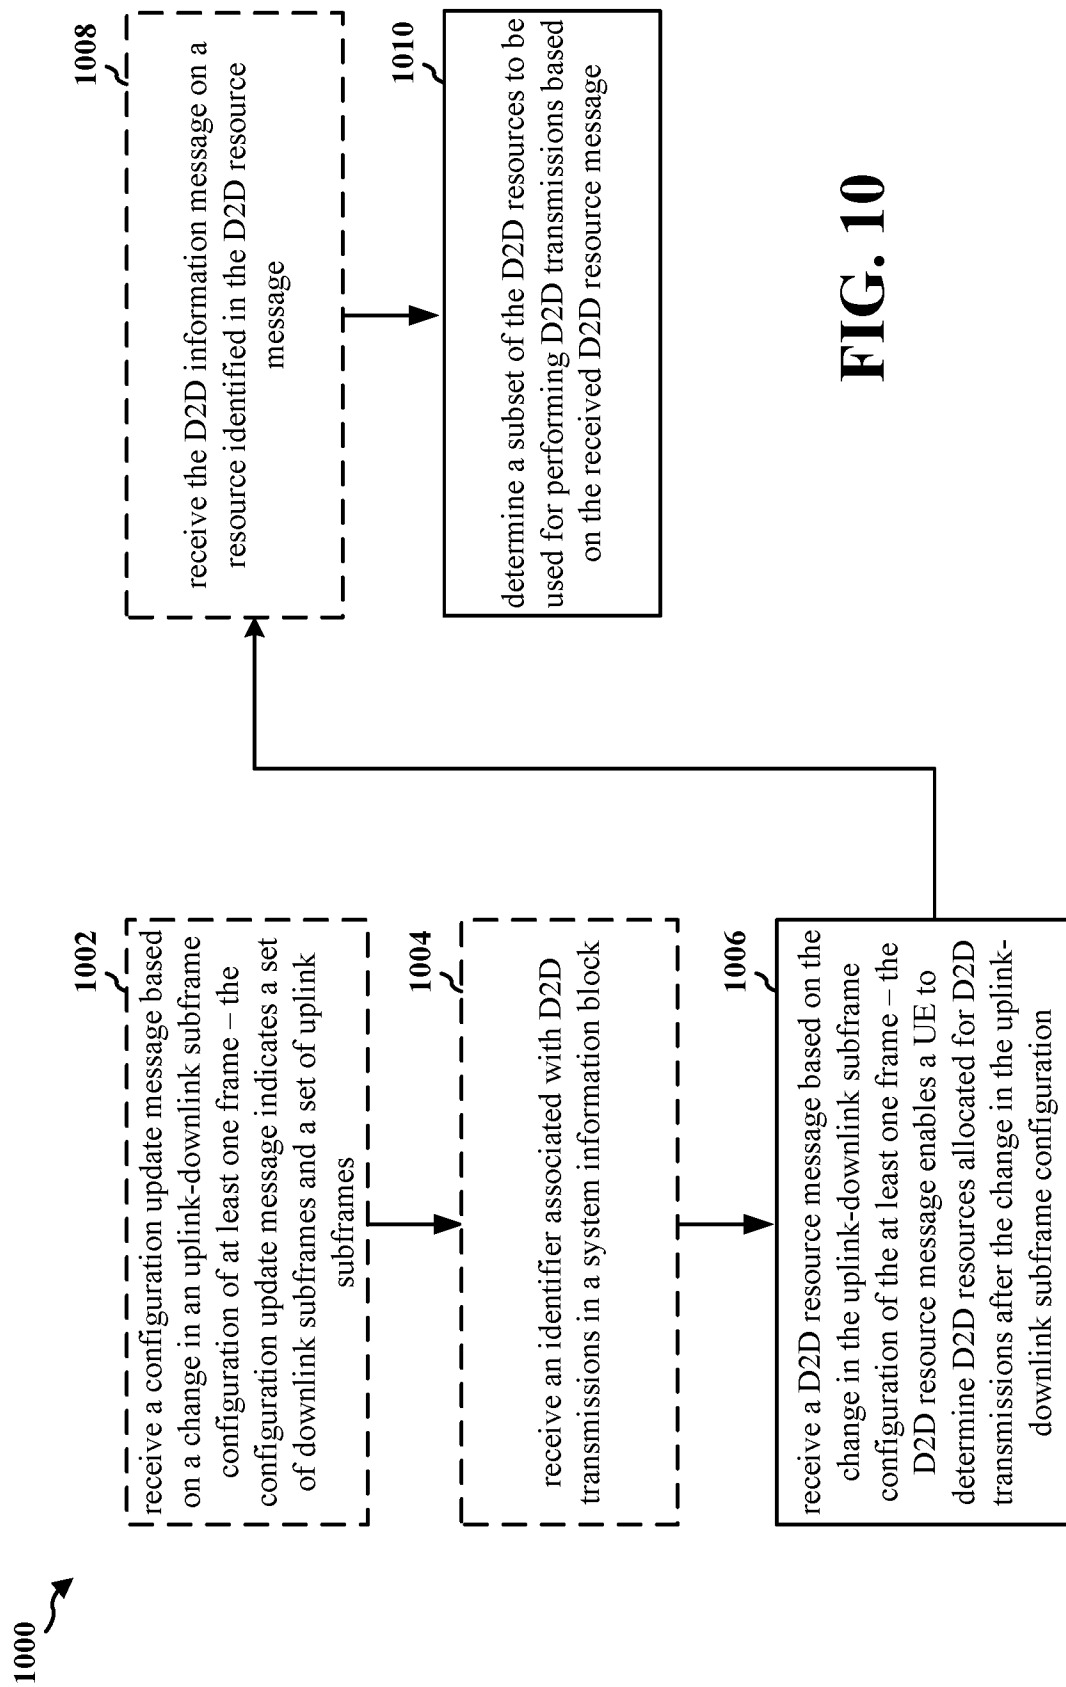 1000
1002
receive a configuration update message based
on a change in an uplink-downlink subframe
configuration of at least one frame – the
configuration update message indicates a set
of downlink subframes and a set of uplink
subframes
1004
receive an identifier associated with D2D
transmissions in a system information block
1006
receive a D2D resource message based on the
change in the uplink-downlink subframe
configuration of the at least one frame – the
D2D resource message enables a UE to
determine D2D resources allocated for D2D
transmissions after the change in the uplink-
downlink subframe configuration
1008
receive the D2D information message on a
resource identified in the D2D resource
message
1010
determine a subset of the D2D resources to be
used for performing D2D transmissions based
on the received D2D resource message
FIG. 10